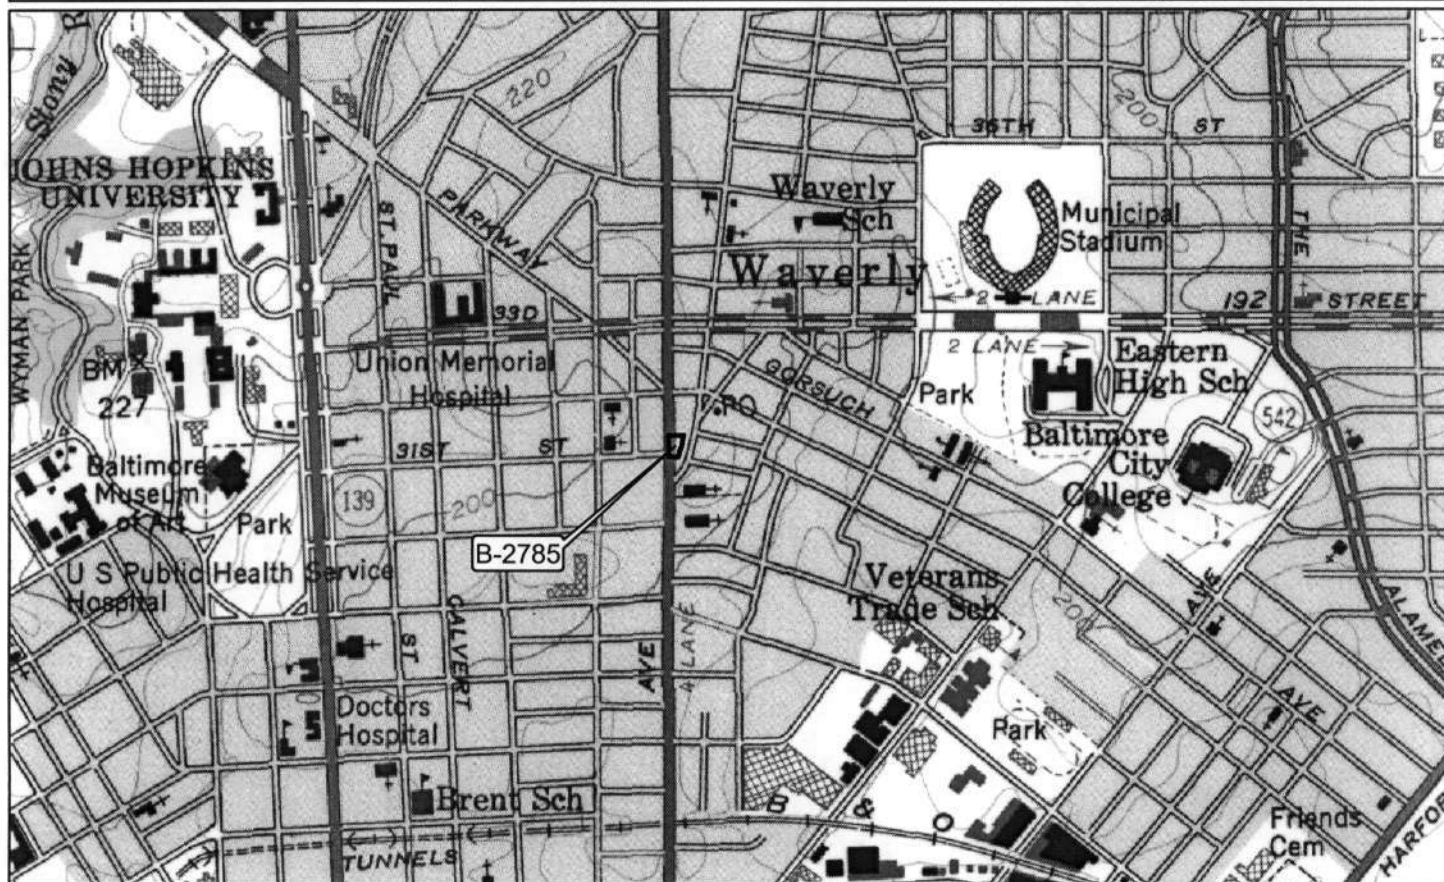 Stony R
220
200
36TH ST
JOHNS HOPKINS
UNIVERSITY
Waverly
Sch
Municipal
Stadium
THE
ST. PAUL
PARKWAY
WYMAN PARK
Waverly
2 LANE
192
STREET
33D
2 LANE
Union Memorial
Hospital
GORSUCH
Eastern
High Sch
BM
227
Park
PO
542
31ST ST
Baltimore
City
College
Baltimore
Museum
of Art
Park
139
200
B-2785
U S Public Health Service
Hospital
Veterans
Trade Sch
200
AVE
ALAMED
CALVERT
ST
AVE
4 LANE
AVE
Doctors
Hospital
Park
Brent Sch
B & O
Friends
Cem
HARFOR
TUNNELS